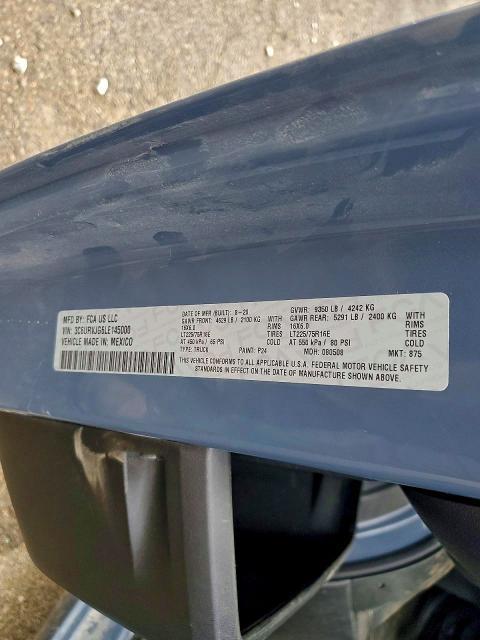 MFD BY: FCA US LLC
VIN: 3C6URVJG6LE145000
VEHICLE MADE IN: MEXICO
DATE OF MFR (BUILT): 8-20
GAWR FRONT: 4629 LB / 2100 KG WITH
16X6.0 RIMS
LT225/75R16E TIRES
AT 450 kPa / 65 PSI COLD
TYPE: TRUCK PAINT: P24
GVWR: 9350 LB / 4242 KG
GAWR REAR: 5291 LB / 2400 KG WITH
16X6.0 RIMS
LT225/75R16E TIRES
AT 550 kPa / 80 PSI COLD
MDH: 080508 MKT: 875
THIS VEHICLE CONFORMS TO ALL APPLICABLE U.S.A. FEDERAL MOTOR VEHICLE SAFETY
STANDARDS IN EFFECT ON THE DATE OF MANUFACTURE SHOWN ABOVE.